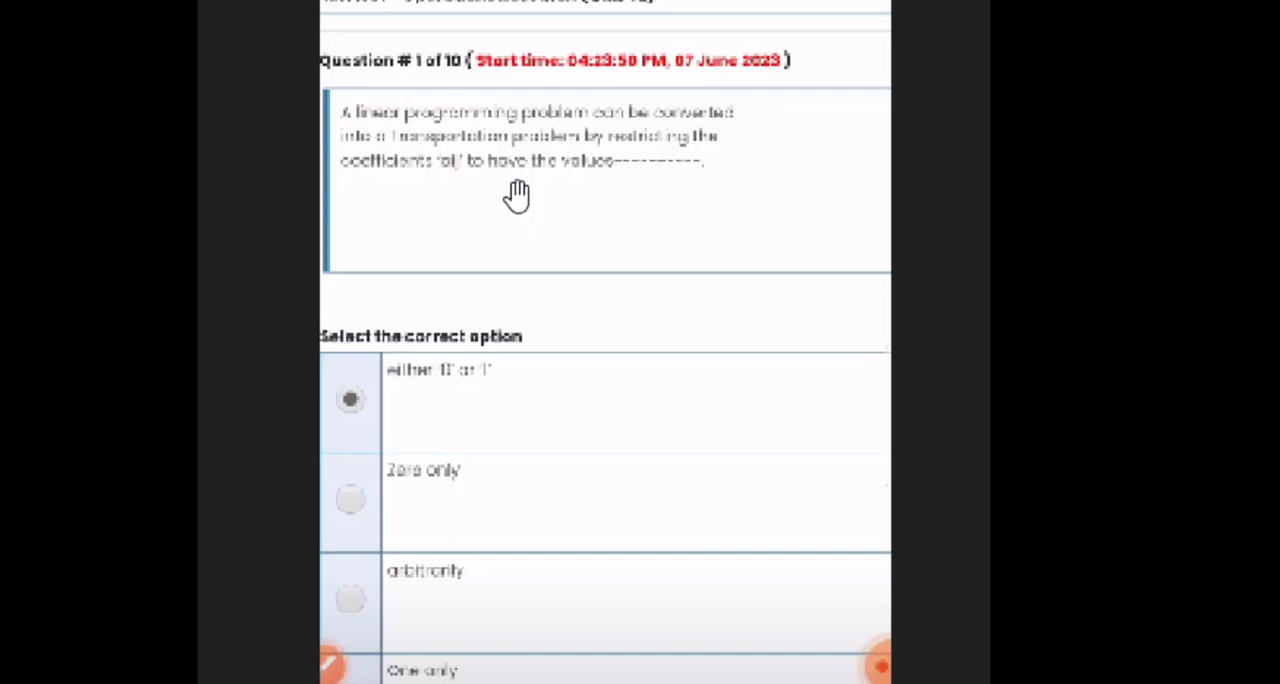 Question # 1 of 10 ( Start time: 04:23:50 PM, 07 June 2023 )
A linear programming problem can be converted
into a Transportation problem by restricting the
coefficients 'aij' to have the values----------.
Select the correct option
either '0' or '1'
Zero only
arbitrarily
One only